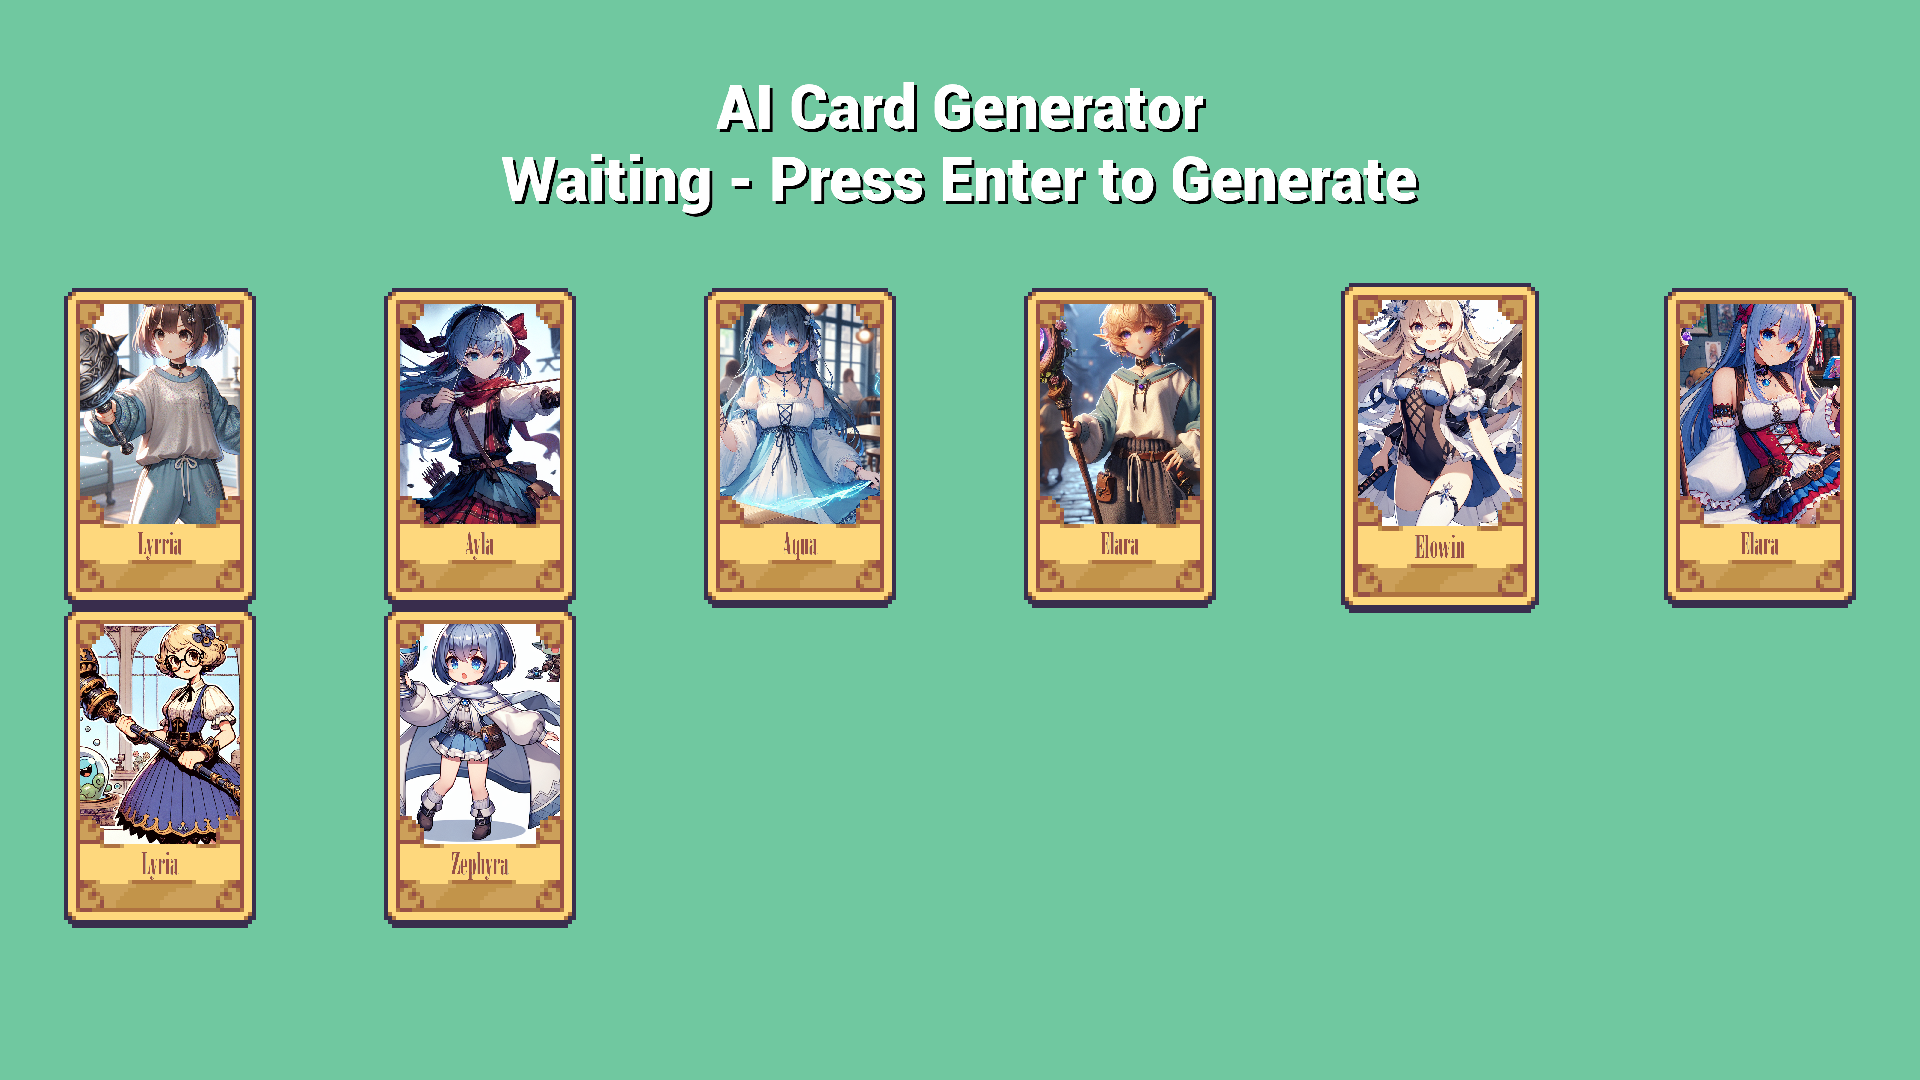 AI Card Generator
Waiting - Press Enter to Generate
Lyrria
Ayla
Aqua
Elara
Elowin
Elara
Lyria
Zephyra